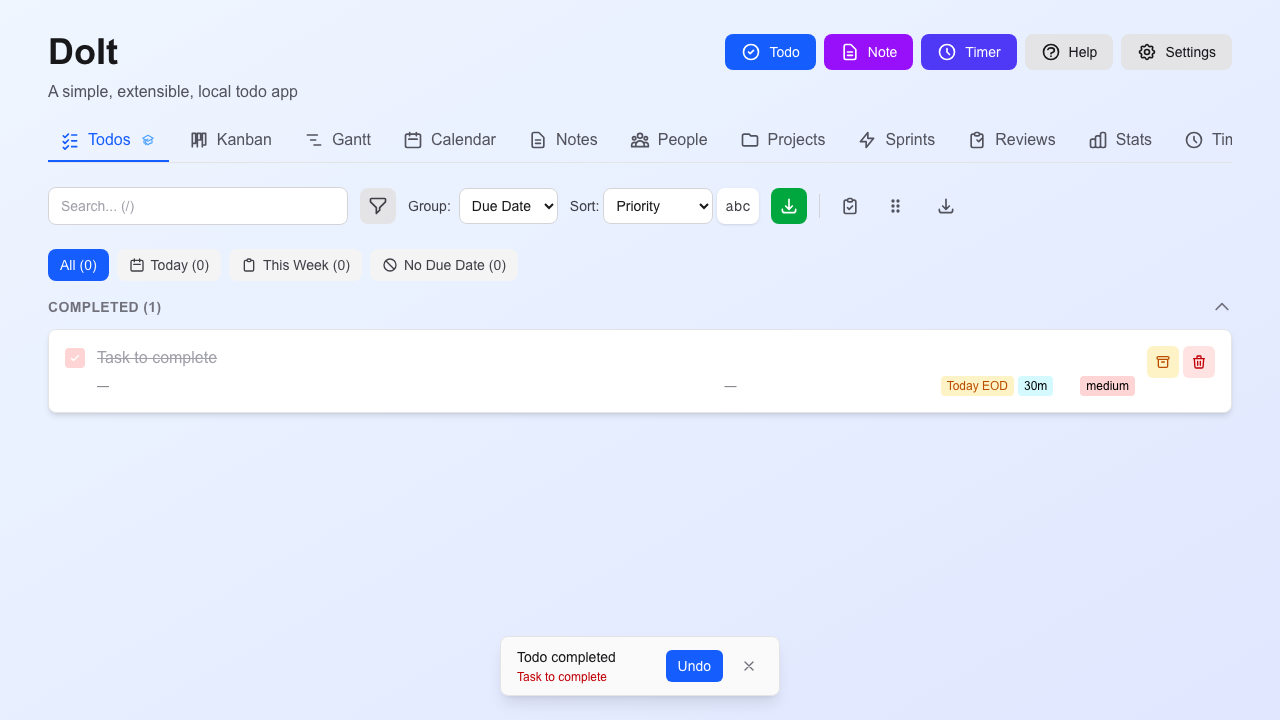 DoIt
Todo
Note
Timer
Help
Settings
A simple, extensible, local todo app
Todos
Kanban
Gantt
Calendar
Notes
People
Projects
Sprints
Reviews
Stats
Tin
Search... (/)
Group:
Due Date
Sort:
Priority
abc
All (0)
Today (0)
This Week (0)
No Due Date (0)
COMPLETED (1)
Task to complete
—
—
Today EOD
30m
medium
Todo completed
Task to complete
Undo